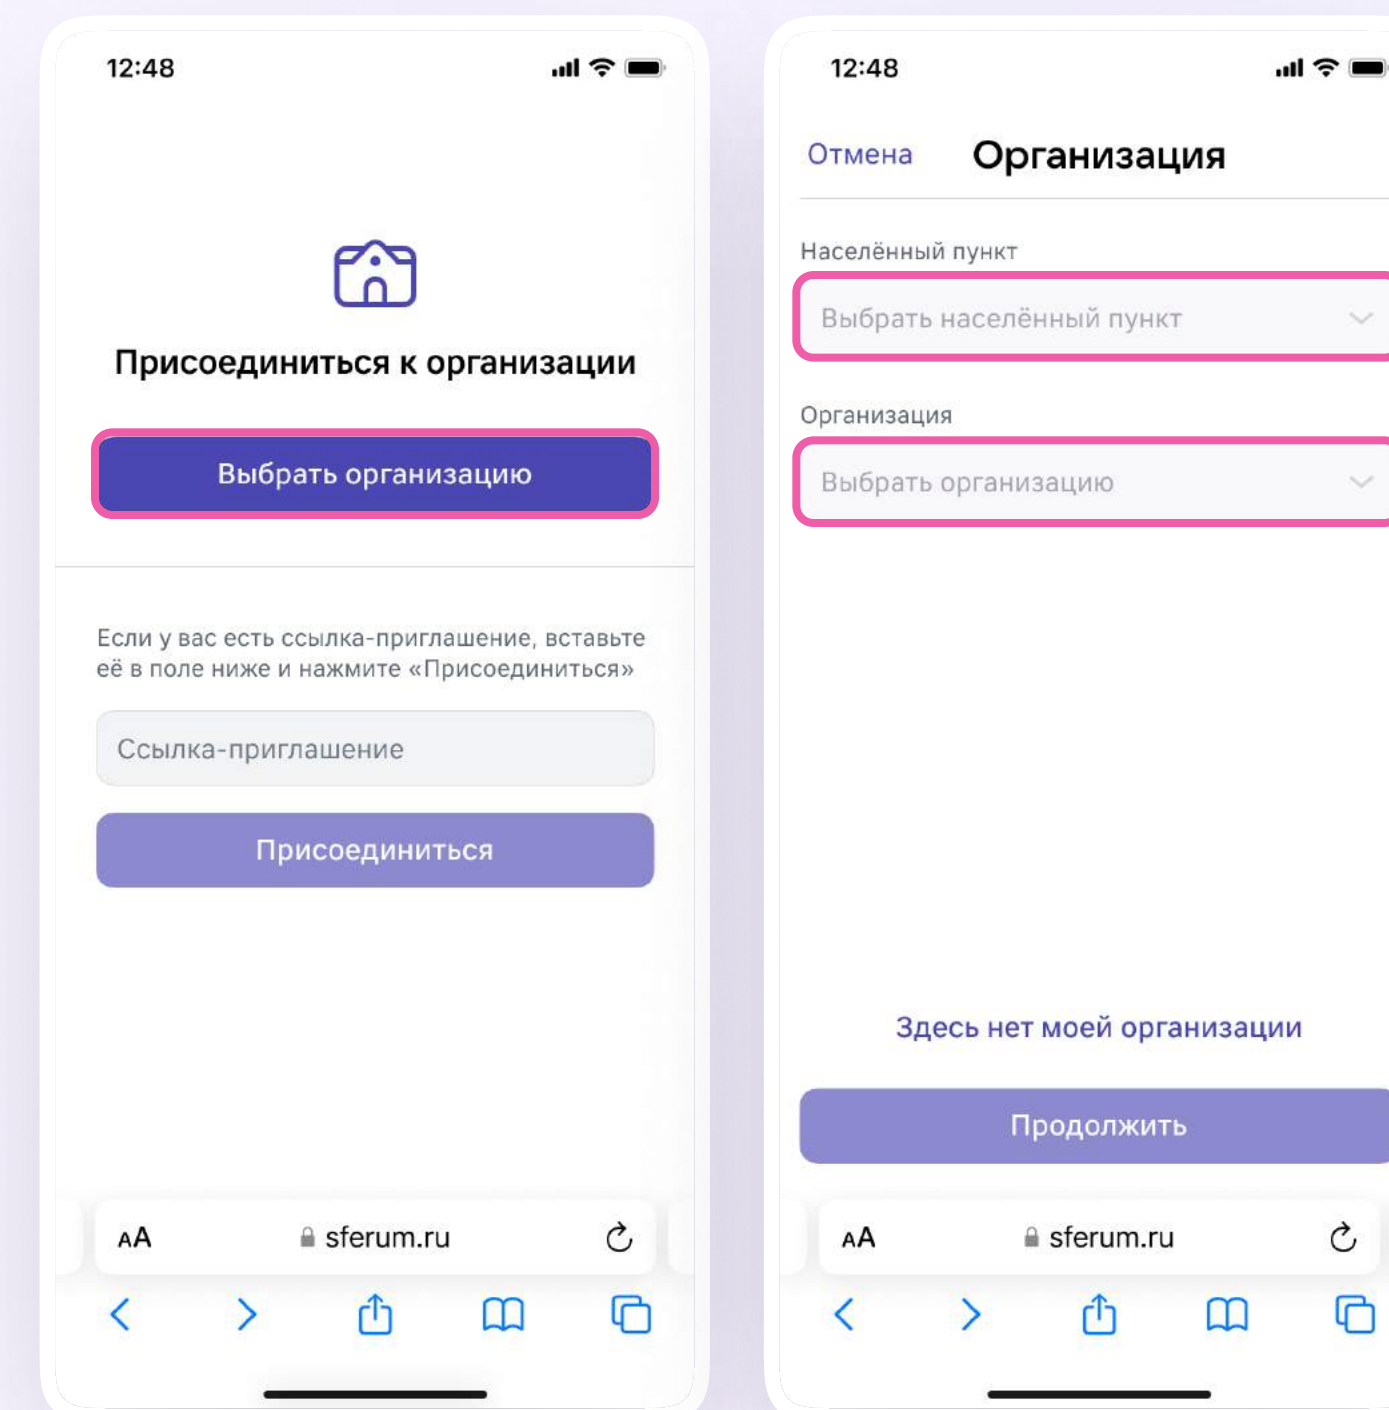 12:48
Присоединиться к организации
Выбрать организацию
Если у вас есть ссылка-приглашение, вставьте
её в поле ниже и нажмите «Присоединиться»
Ссылка-приглашение
Присоединиться
AA
sferum.ru
12:48
Отмена
Организация
Населённый пункт
Выбрать населённый пункт
Организация
Выбрать организацию
Здесь нет моей организации
Продолжить
AA
sferum.ru